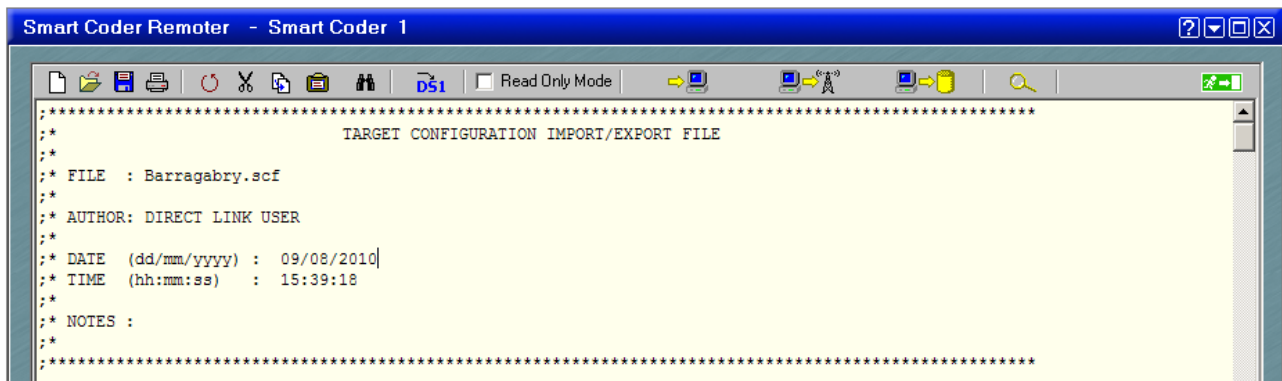 Smart Coder Remoter - Smart Coder 1
DS1 Read Only Mode
;****************************************************************************************************
;* TARGET CONFIGURATION IMPORT/EXPORT FILE
;*
;* FILE : Barragabry.scf
;*
;* AUTHOR: DIRECT LINK USER
;*
;* DATE (dd/mm/yyyy) : 09/08/2010
;* TIME (hh:mm:ss) : 15:39:18
;*
;* NOTES :
;*
;****************************************************************************************************